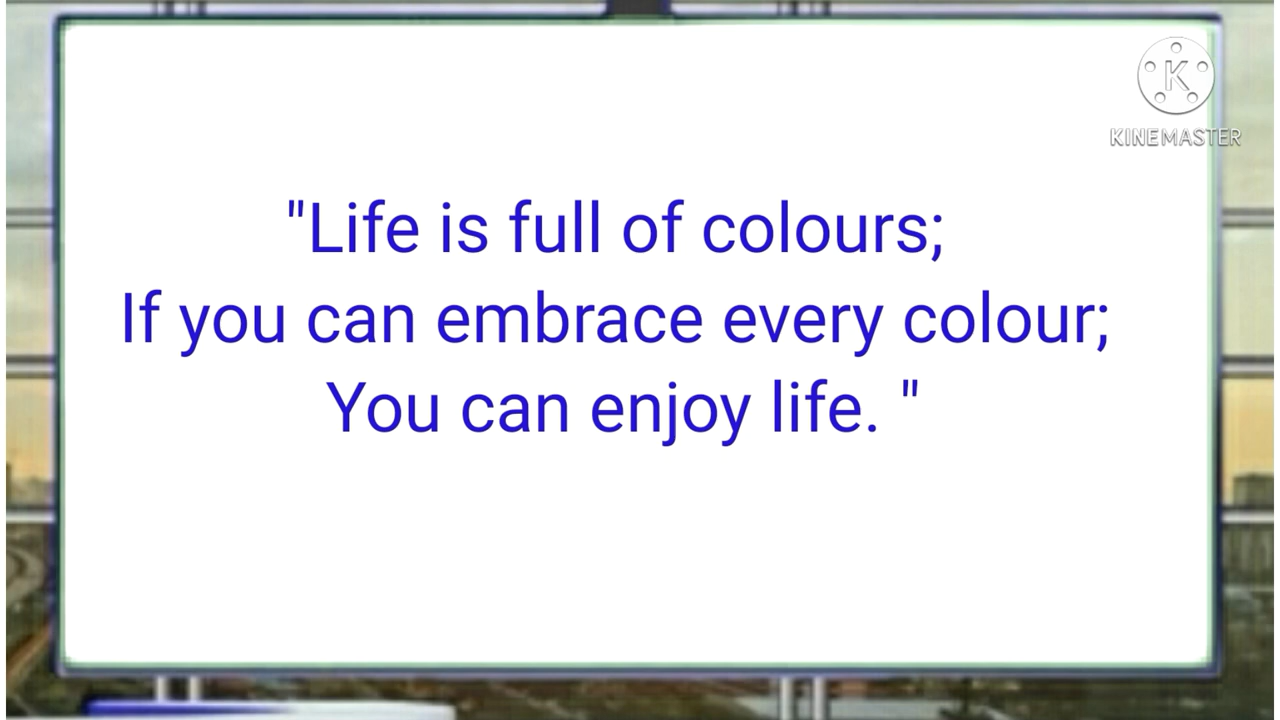 KINEMASTER
"Life is full of colours;
If you can embrace every colour;
You can enjoy life. "